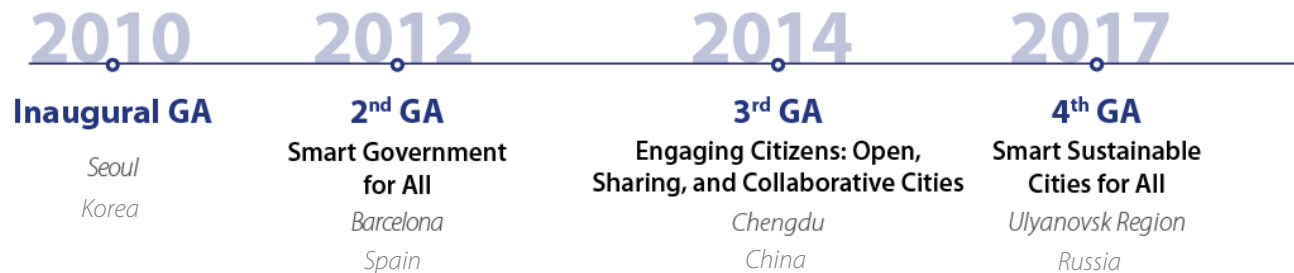 2010
Inaugural GA
Seoul
Korea
2012
2nd GA
Smart Government
for All
Barcelona
Spain
2014
3rd GA
Engaging Citizens: Open,
Sharing, and Collaborative Cities
Chengdu
China
2017
4th GA
Smart Sustainable
Cities for All
Ulyanovsk Region
Russia